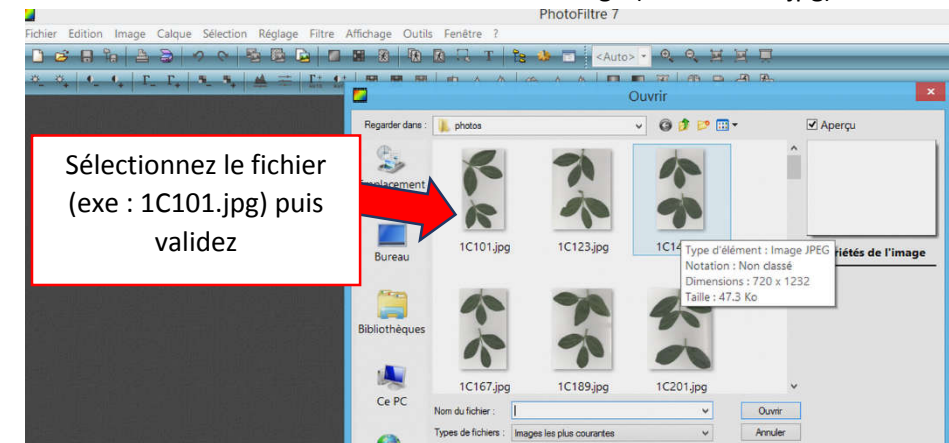 PhotoFiltre 7
Fichier Edition Image Calque Sélection Réglage Filtre Affichage Outils Fenêtre ?
<Auto>
Ouvrir
Regarder dans : photos
Aperçu
Sélectionnez le fichier
(exe : 1C101.jpg) puis
validez
Bureau
1C101.jpg 1C123.jpg
Type d'élément : Image JPEG
Notation : Non classé
Dimensions : 720 x 1232
Taille : 47.3 Ko
de l'image
Bibliothèques
1C167.jpg 1C189.jpg 1C201.jpg
Ce PC
Nom du fichier :
Ouvrir
Types de fichiers : Images les plus courantes
Annuler